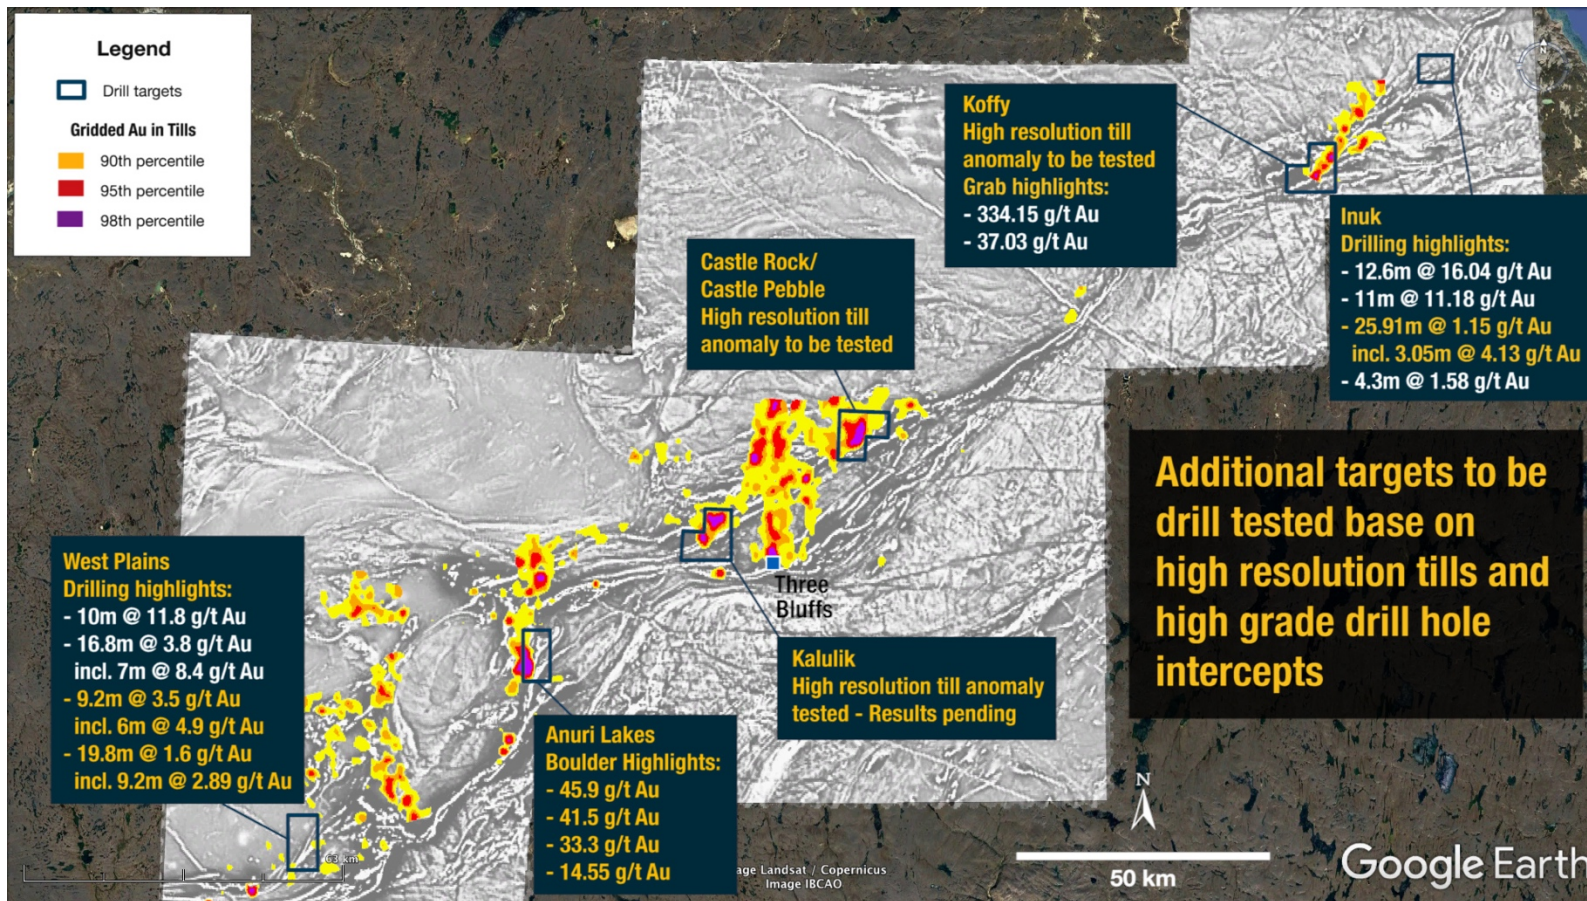 Legend
Drill targets
Gridded Au in Tills
90th percentile
95th percentile
98th percentile
Koffy
High resolution till
anomaly to be tested
Grab highlights:
- 334.15 g/t Au
- 37.03 g/t Au
N
Inuk
Drilling highlights:
- 12.6m @ 16.04 g/t Au
- 11m @ 11.18 g/t Au
- 25.91m @ 1.15 g/t Au
incl. 3.05m @ 4.13 g/t Au
- 4.3m @ 1.58 g/t Au
Castle Rock/
Castle Pebble
High resolution till
anomaly to be tested
Additional targets to be
drill tested base on
high resolution tills and
high grade drill hole
intercepts
West Plains
Drilling highlights:
- 10m @ 11.8 g/t Au
- 16.8m @ 3.8 g/t Au
incl. 7m @ 8.4 g/t Au
- 9.2m @ 3.5 g/t Au
incl. 6m @ 4.9 g/t Au
- 19.8m @ 1.6 g/t Au
incl. 9.2m @ 2.89 g/t Au
Three
Bluffs
Kalulik
High resolution till anomaly
tested - Results pending
Anuri Lakes
Boulder Highlights:
- 45.9 g/t Au
- 41.5 g/t Au
- 33.3 g/t Au
- 14.55 g/t Au
63 km
age Landsat / Copernicus
Image IBCAO
N
50 km
Google Earth